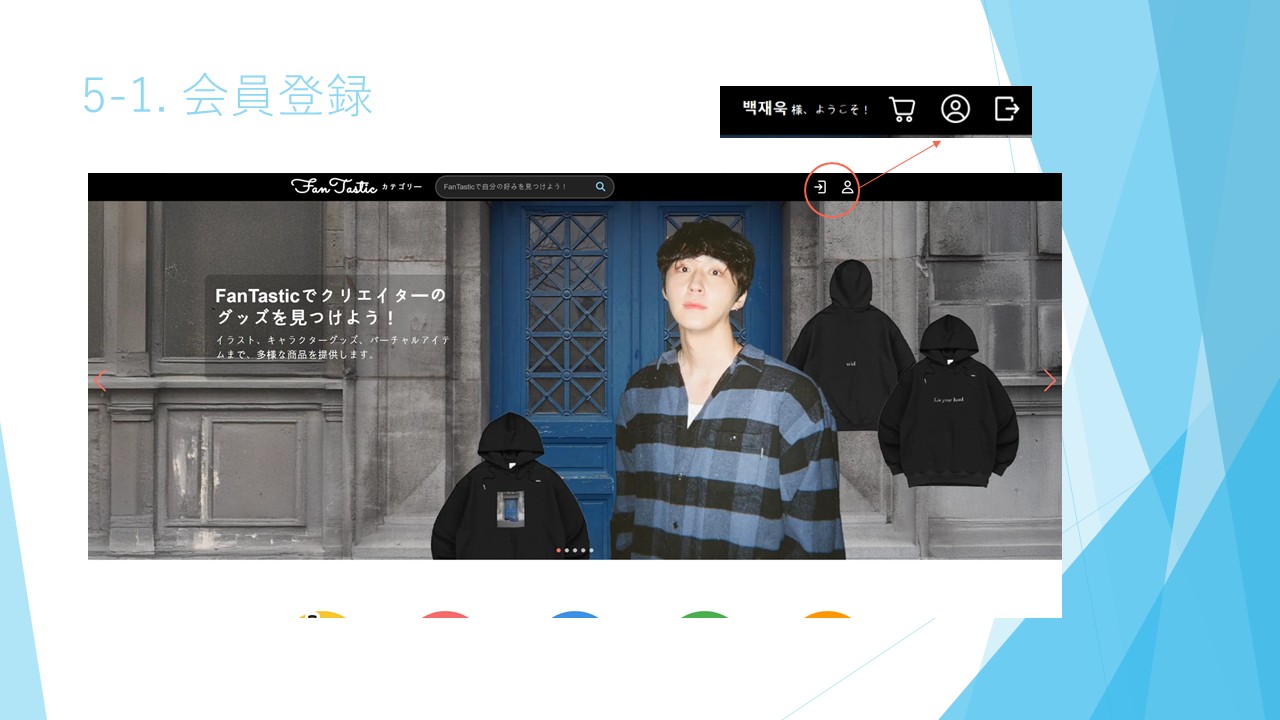 5-1. 会員登録
백재욱 様、ようこそ！
FanTastic カテゴリー FanTasticで自分の好みを見つけよう！
FanTasticでクリエイターの
グッズを見つけよう！
イラスト、キャラクターグッズ、バーチャルアイテ
ムまで、多様な商品を提供します。